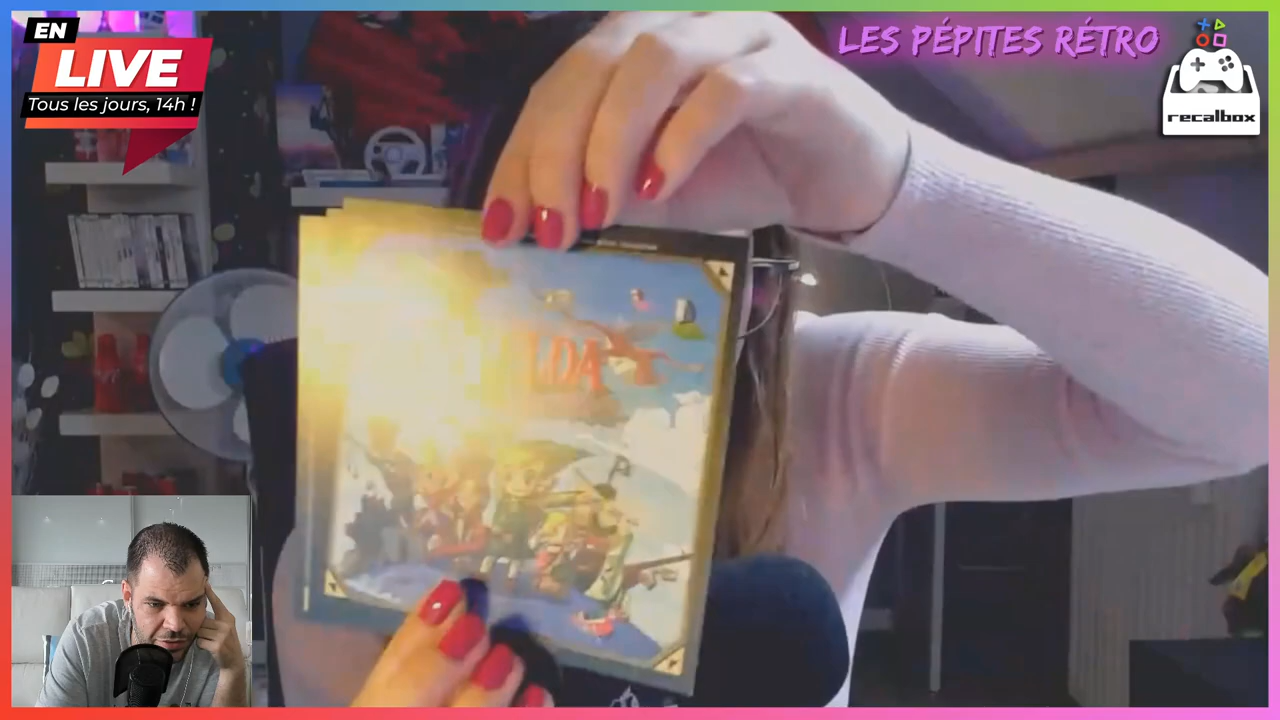 EN
LIVE
Tous les jours, 14h !
LES PÉPITES RÉTRO
recalbox
LDA